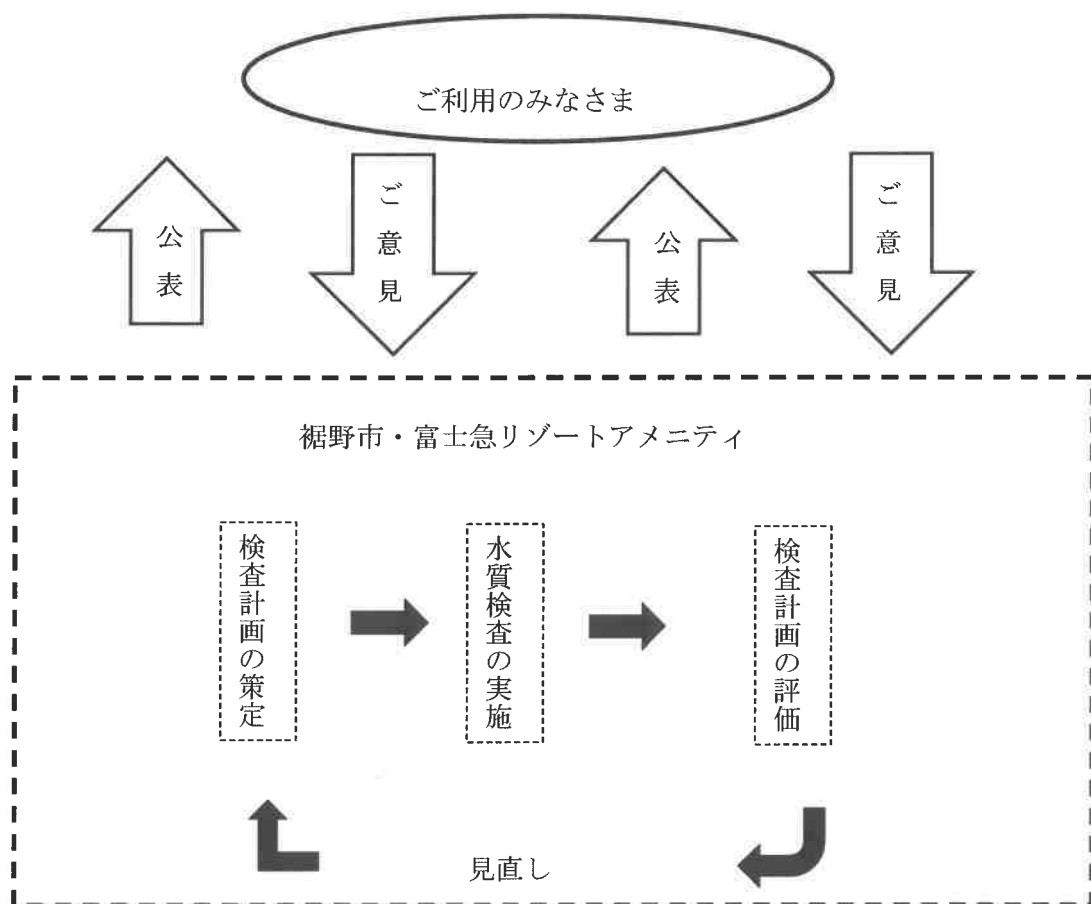 ご利用のみなさま
公表
ご意見
公表
ご意見
裾野市・富士急リゾートアメニティ
検査計画の策定
水質検査の実施
検査計画の評価
見直し